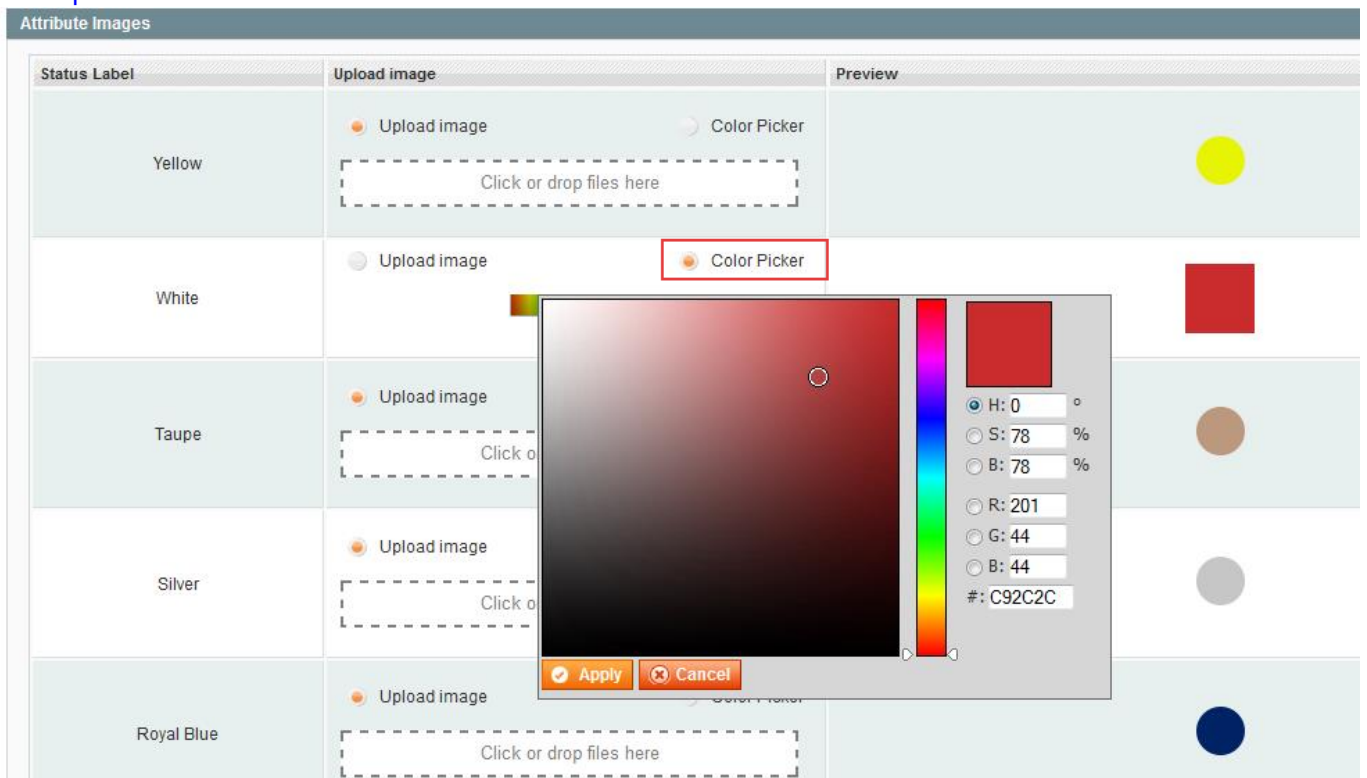 Attribute Images
Status Label Upload image Preview
Upload image Color Picker
Yellow
Click or drop files here
Upload image Color Picker
White
Upload image
H: 0 °
Taupe
S: 78 %
Click o
B: 78 %
R: 201
G: 44
Upload image
B: 44
Silver
#: C92C2C
Click o
Apply Cancel
Upload image
Royal Blue
Click or drop files here